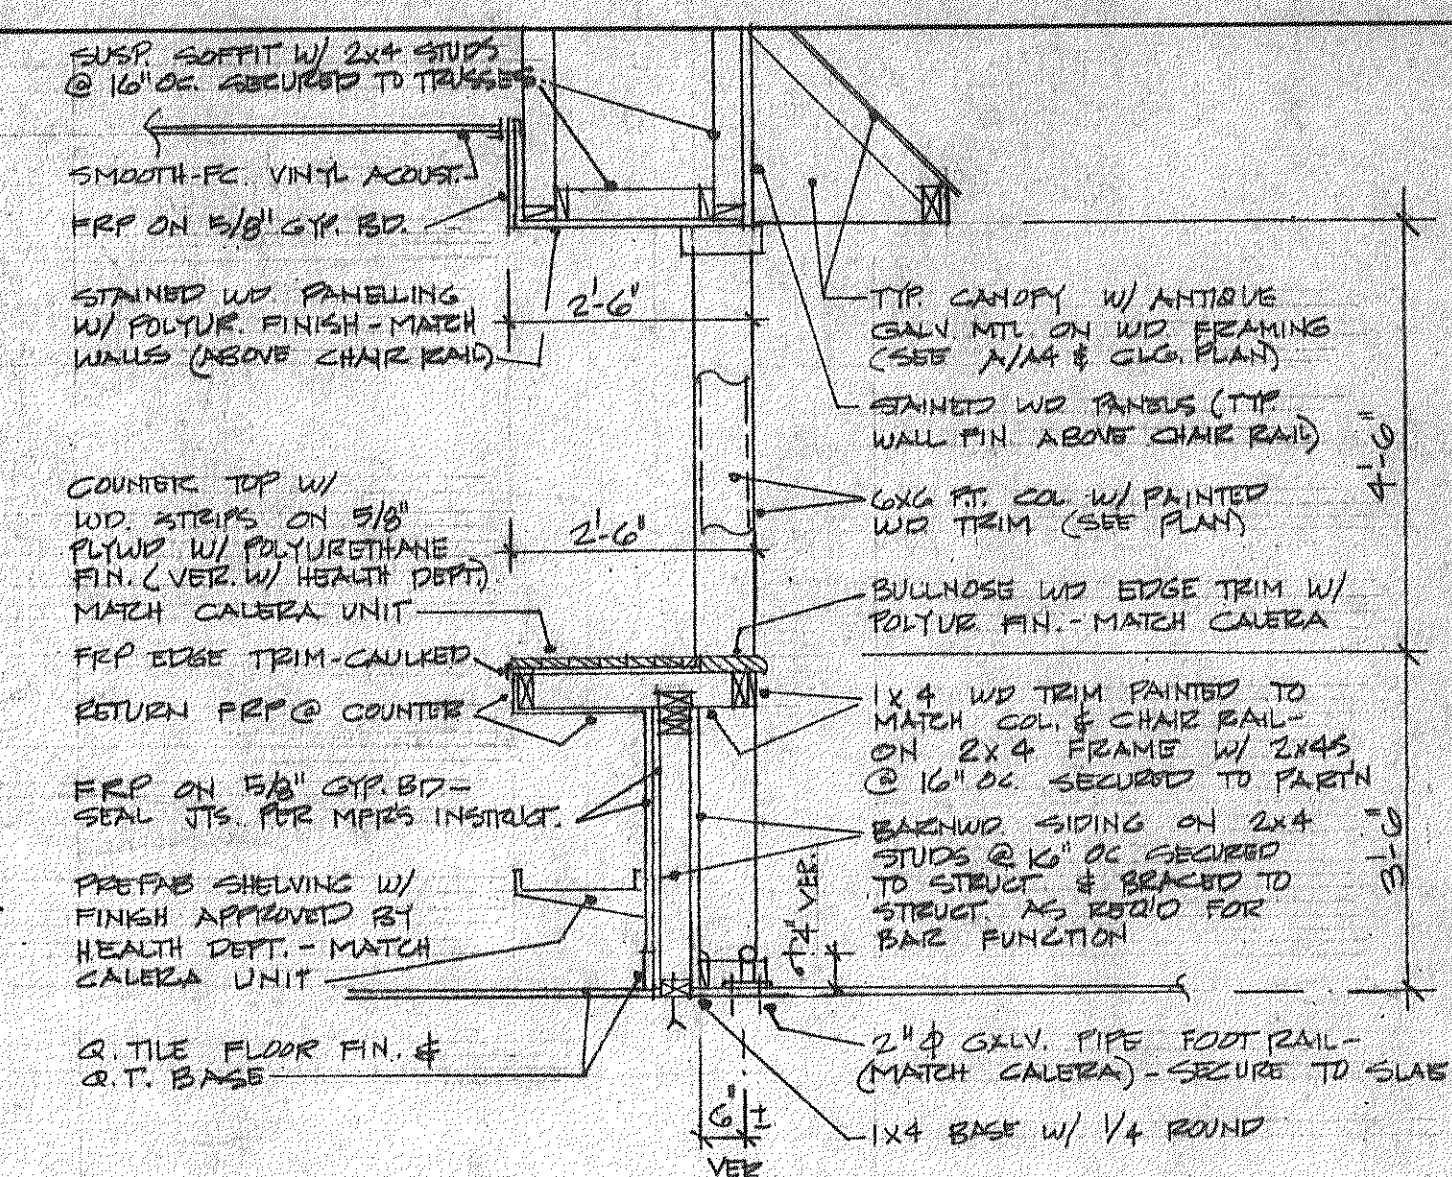 SUSP. SOFFIT W/ 2x4 STUDS
@ 16" OC. SECURED TO TRUSSES.
SMOOTH-FC. VINYL ACOUST.
FRP ON 5/8" GYP. BD.
STAINED WD. PANELLING
W/ POLYUR. FINISH - MATCH
WALLS (ABOVE CHAIR RAIL)
2'-6"
COUNTER TOP W/
WD. STRIPS ON 5/8"
PLYWD W/ POLYURETHANE
FIN. (VER. W/ HEALTH DEPT.)
MATCH CALERA UNIT
2'-6"
FRP EDGE TRIM-CAULKED
RETURN FRP @ COUNTER
FRP ON 5/8" GYP. BD-
SEAL JTS. PER MFR'S INSTRUCT.
PREFAB SHELVING W/
FINISH APPROVED BY
HEALTH DEPT. - MATCH
CALERA UNIT
Q. TILE FLOOR FIN. &
Q.T. BASE
TYP. CANOPY W/ ANTIQUE
GALV MTL. ON WD FRAMING
(SEE A/A4 & CLG. PLAN)
STAINED WD PANELS (TYP.
WALL FIN. ABOVE CHAIR RAIL)
6x6 P.T. COL W/ PAINTED
WD TRIM (SEE PLAN)
4'-6"
BULLNOSE WD EDGE TRIM W/
POLYUR FIN. - MATCH CALERA
1x4 WD TRIM PAINTED TO
MATCH COL. & CHAIR RAIL-
ON 2x4 FRAME W/ 2x4S
@ 16" OC. SECURED TO PART'N
BARNWD. SIDING ON 2x4
STUDS @ 16" OC SECURED
TO STRUCT. & BRACED TO
STRUCT. AS REQ'D FOR
BAR FUNCTION
3'-6"
4" VER.
2"Φ GALV. PIPE FOOT RAIL-
(MATCH CALERA) - SECURE TO SLAB
1x4 BASE W/ 1/4 ROUND
6" ±
VER